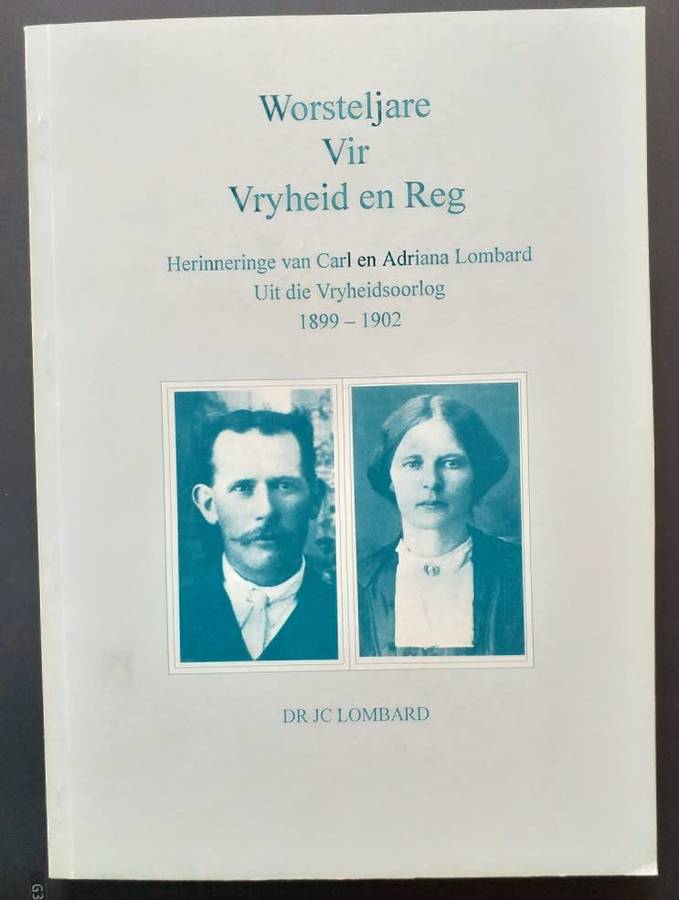 Worsteljare
Vir
Vryheid en Reg
Herinneringe van Carl en Adriana Lombard
Uit die Vryheidsoorlog
1899 – 1902
DR JC LOMBARD
G3